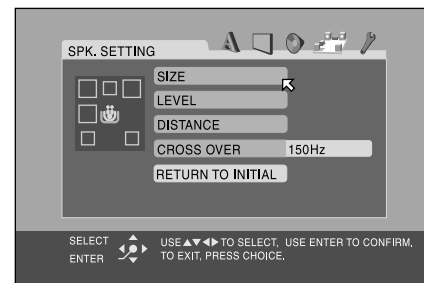 SPK. SETTING
SIZE
LEVEL
DISTANCE
CROSS OVER 150Hz
RETURN TO INITIAL
SELECT
ENTER
USE▲▼◀▶TO SELECT, USE ENTER TO CONFIRM,
TO EXIT, PRESS CHOICE.